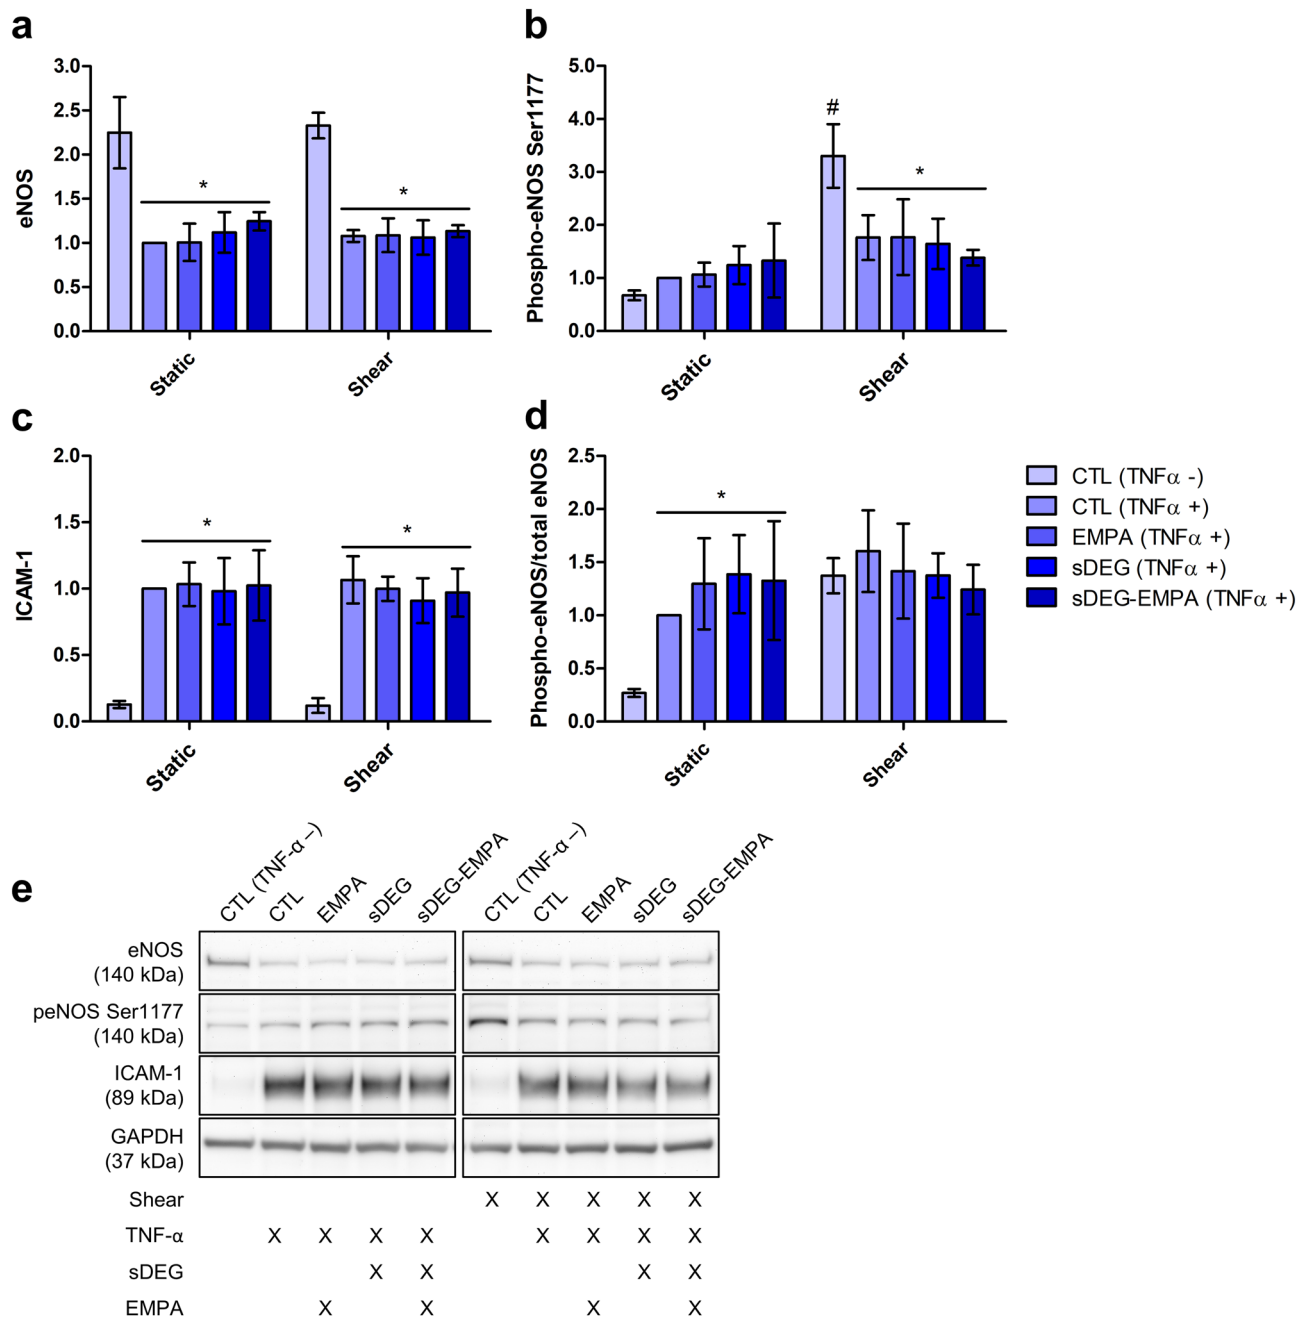 a
3.0
2.5
2.0
1.5
1.0
0.5
0.0
eNOS
*
*
Static
Shear
b
5.0
4.0
3.0
2.0
1.0
0.0
Phospho-eNOS Ser1177
#
*
Static
Shear
c
2.0
1.5
1.0
0.5
0.0
ICAM-1
*
*
Static
Shear
d
2.5
2.0
1.5
1.0
0.5
0.0
Phospho-eNOS/total eNOS
*
Static
Shear
CTL (TNFα -)
CTL (TNFα +)
EMPA (TNFα +)
sDEG (TNFα +)
sDEG-EMPA (TNFα +)
e
CTL (TNF-α –)
CTL
EMPA
sDEG
sDEG-EMPA
CTL (TNF-α –)
CTL
EMPA
sDEG
sDEG-EMPA
eNOS
(140 kDa)
peNOS Ser1177
(140 kDa)
ICAM-1
(89 kDa)
GAPDH
(37 kDa)
Shear X X X X X
TNF-α X X X X X X X X
sDEG X X X X
EMPA X X X X